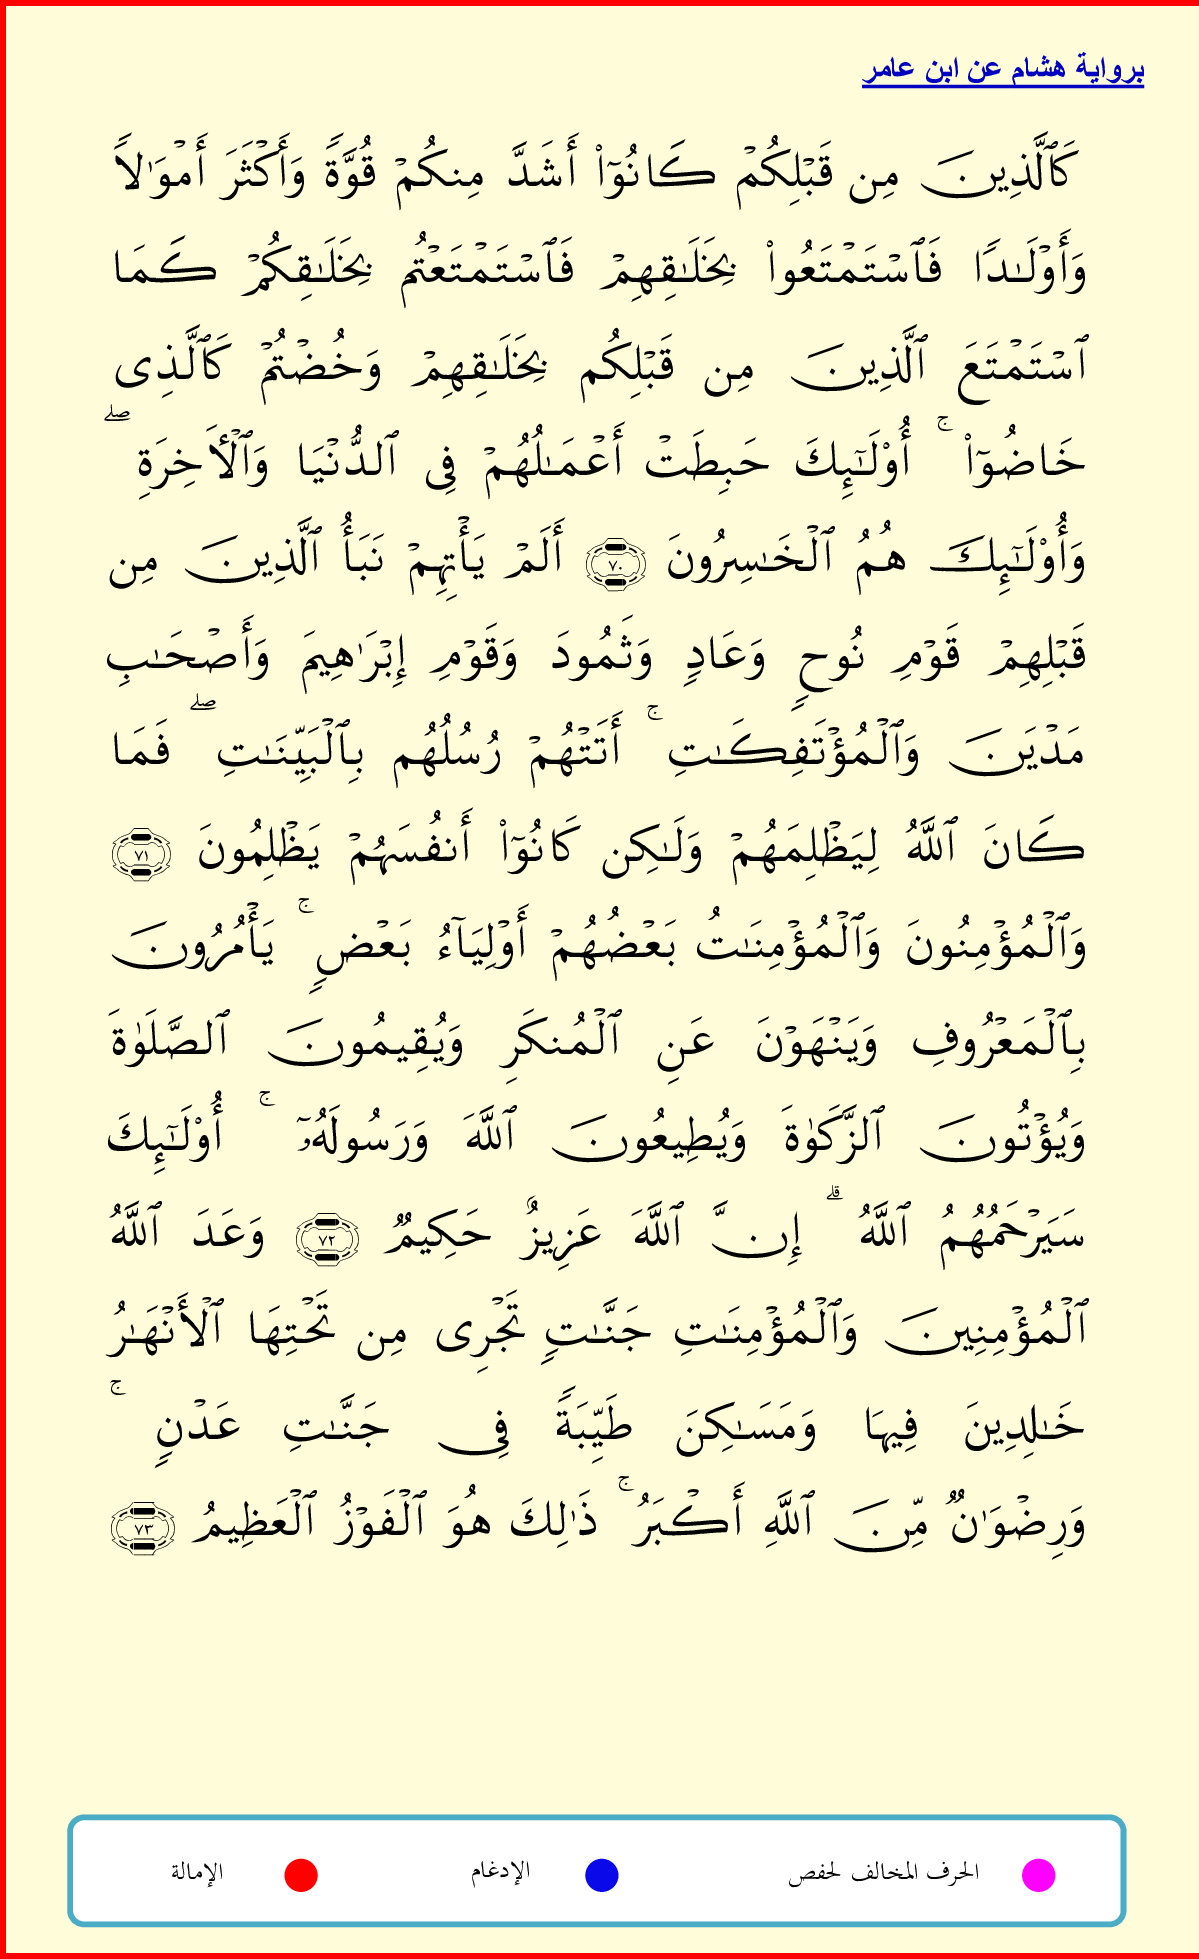 برواية هشام عن ابن عامر
كَٱلَّذِينَ مِن قَبۡلِكُمۡ كَانُوٓاْ أَشَدَّ مِنكُمۡ قُوَّةً وَأَكۡثَرَ أَمۡوَٰلاً
وَأَوۡلَـٰدًا فَٱسۡتَمۡتَعُواْ بِخَلَـٰقِهِمۡ فَٱسۡتَمۡتَعۡتُم بِخَلَـٰقِكُمۡ كَمَا
ٱسۡتَمۡتَعَ ٱلَّذِينَ مِن قَبۡلِكُم بِخَلَـٰقِهِمۡ وَخُضۡتُمۡ كَٱلَّذِى
خَاضُوٓاْ ۚ أُوْلَـٰٓئِكَ حَبِطَتۡ أَعۡمَـٰلُهُمۡ فِى ٱلدُّنۡيَا وَٱلۡأَخِرَةِ ۖ
وَأُوْلَـٰٓئِكَ هُمُ ٱلۡخَـٰسِرُونَ ٧٠ أَلَمۡ يَأۡتِهِمۡ نَبَأُ ٱلَّذِينَ مِن
قَبۡلِهِمۡ قَوۡمِ نُوحٍ وَعَادٍ وَثَمُودَ وَقَوۡمِ إِبۡرَٰهِيمَ وَأَصۡحَـٰبِ
مَدۡيَنَ وَٱلۡمُؤۡتَفِكَـٰتِ ۚ أَتَتۡهُمۡ رُسُلُهُم بِٱلۡبَيِّنَـٰتِ ۖ فَمَا
كَانَ ٱللَّهُ لِيَظۡلِمَهُمۡ وَلَـٰكِن كَانُوٓاْ أَنفُسَهُمۡ يَظۡلِمُونَ ٧١
وَٱلۡمُؤۡمِنُونَ وَٱلۡمُؤۡمِنَـٰتُ بَعۡضُهُمۡ أَوۡلِيَآءُ بَعۡضٍ ۚ يَأۡمُرُونَ
بِٱلۡمَعۡرُوفِ وَيَنۡهَوۡنَ عَنِ ٱلۡمُنكَرِ وَيُقِيمُونَ ٱلصَّلَوٰةَ
وَيُؤۡتُونَ ٱلزَّكَوٰةَ وَيُطِيعُونَ ٱللَّهَ وَرَسُولَهُۥٓ ۚ أُوْلَـٰٓئِكَ
سَيَرۡحَمُهُمُ ٱللَّهُ ۗ إِنَّ ٱللَّهَ عَزِيزٌ حَكِيمٌ ٧٢ وَعَدَ ٱللَّهُ
ٱلۡمُؤۡمِنِينَ وَٱلۡمُؤۡمِنَـٰتِ جَنَّـٰتٍ تَجۡرِى مِن تَحۡتِهَا ٱلۡأَنۡهَـٰرُ
خَـٰلِدِينَ فِيهَا وَمَسَـٰكِنَ طَيِّبَةً فِى جَنَّـٰتِ عَدۡنٍ ۚ
وَرِضۡوَٰنٌ مِّنَ ٱللَّهِ أَكۡبَرُ ۚ ذَٰلِكَ هُوَ ٱلۡفَوۡزُ ٱلۡعَظِيمُ ٧٣
الحرف المخالف لحفص الإدغام الإمالة